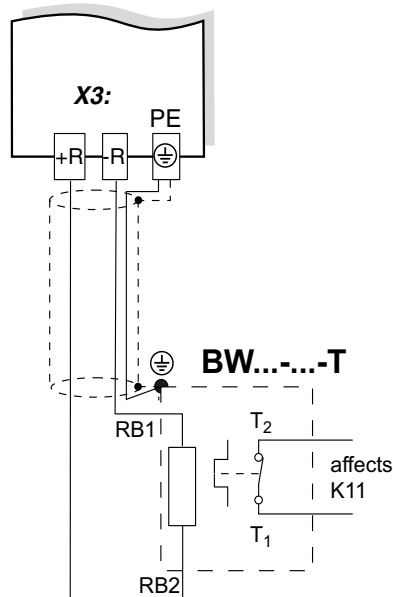 X3:
PE
+R
-R
BW...-...-T
RB1
T2
affects
K11
T1
RB2